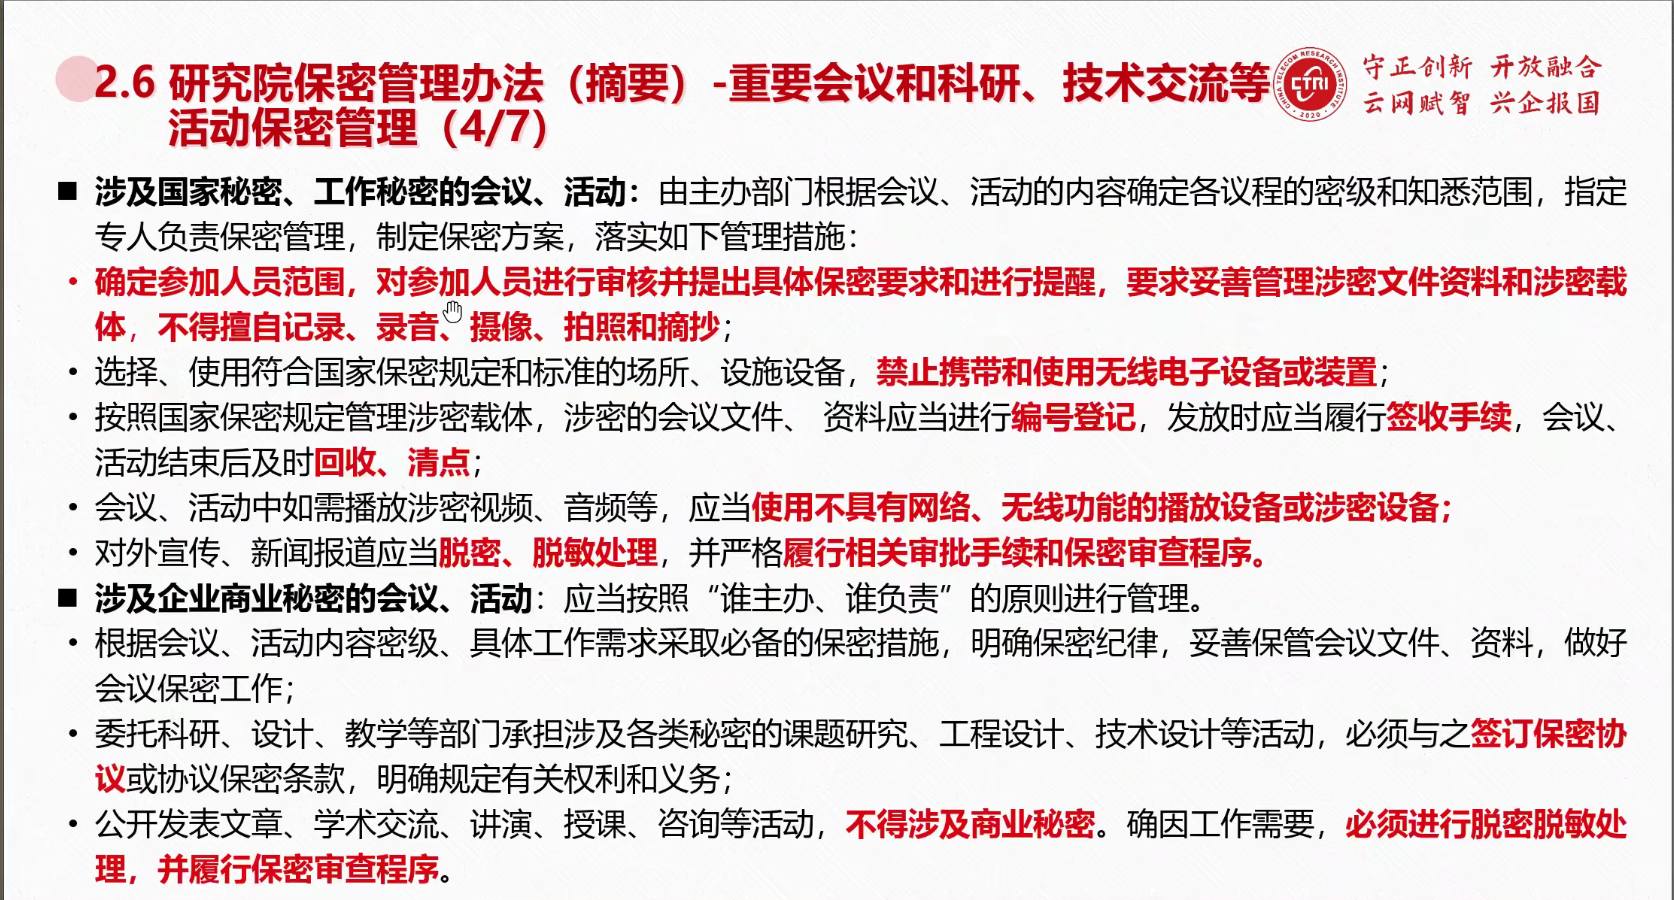 2.6 研究院保密管理办法（摘要）-重要会议和科研、技术交流等
活动保密管理（4/7）
CHINA TELECOM RESEARCH INSTITUTE
CTRI
· 2020 ·
守正创新 开放融合
云网赋智 兴企报国
■ 涉及国家秘密、工作秘密的会议、活动：由主办部门根据会议、活动的内容确定各议程的密级和知悉范围，指定
专人负责保密管理，制定保密方案，落实如下管理措施：
• 确定参加人员范围，对参加人员进行审核并提出具体保密要求和进行提醒，要求妥善管理涉密文件资料和涉密载
体，不得擅自记录、录音、摄像、拍照和摘抄；
• 选择、使用符合国家保密规定和标准的场所、设施设备，禁止携带和使用无线电子设备或装置；
• 按照国家保密规定管理涉密载体，涉密的会议文件、 资料应当进行编号登记，发放时应当履行签收手续，会议、
活动结束后及时回收、清点；
• 会议、活动中如需播放涉密视频、音频等，应当使用不具有网络、无线功能的播放设备或涉密设备；
• 对外宣传、新闻报道应当脱密、脱敏处理，并严格履行相关审批手续和保密审查程序。
■ 涉及企业商业秘密的会议、活动：应当按照“谁主办、谁负责”的原则进行管理。
• 根据会议、活动内容密级、具体工作需求采取必备的保密措施，明确保密纪律，妥善保管会议文件、资料，做好
会议保密工作；
• 委托科研、设计、教学等部门承担涉及各类秘密的课题研究、工程设计、技术设计等活动，必须与之签订保密协
议或协议保密条款，明确规定有关权利和义务；
• 公开发表文章、学术交流、讲演、授课、咨询等活动，不得涉及商业秘密。确因工作需要，必须进行脱密脱敏处
理，并履行保密审查程序。